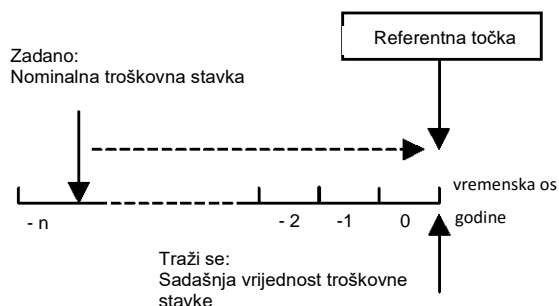 Referentna točka
Zadano:
Nominalna troškovna stavka
vremenska os
- n
- 2
-1
0
godine
Traži se:
Sadašnja vrijednost troškovne
stavke